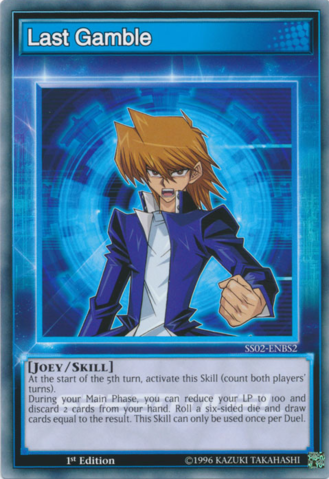 Last Gamble
SS02-ENBS2
[JOEY/SKILL]
At the start of the 5th turn, activate this Skill (count both players'
turns).
During your Main Phase, you can reduce your LP to 100 and
discard 2 cards from your hand. Roll a six-sided die and draw
cards equal to the result. This Skill can only be used once per Duel.
1st Edition
©1996 KAZUKI TAKAHASHI